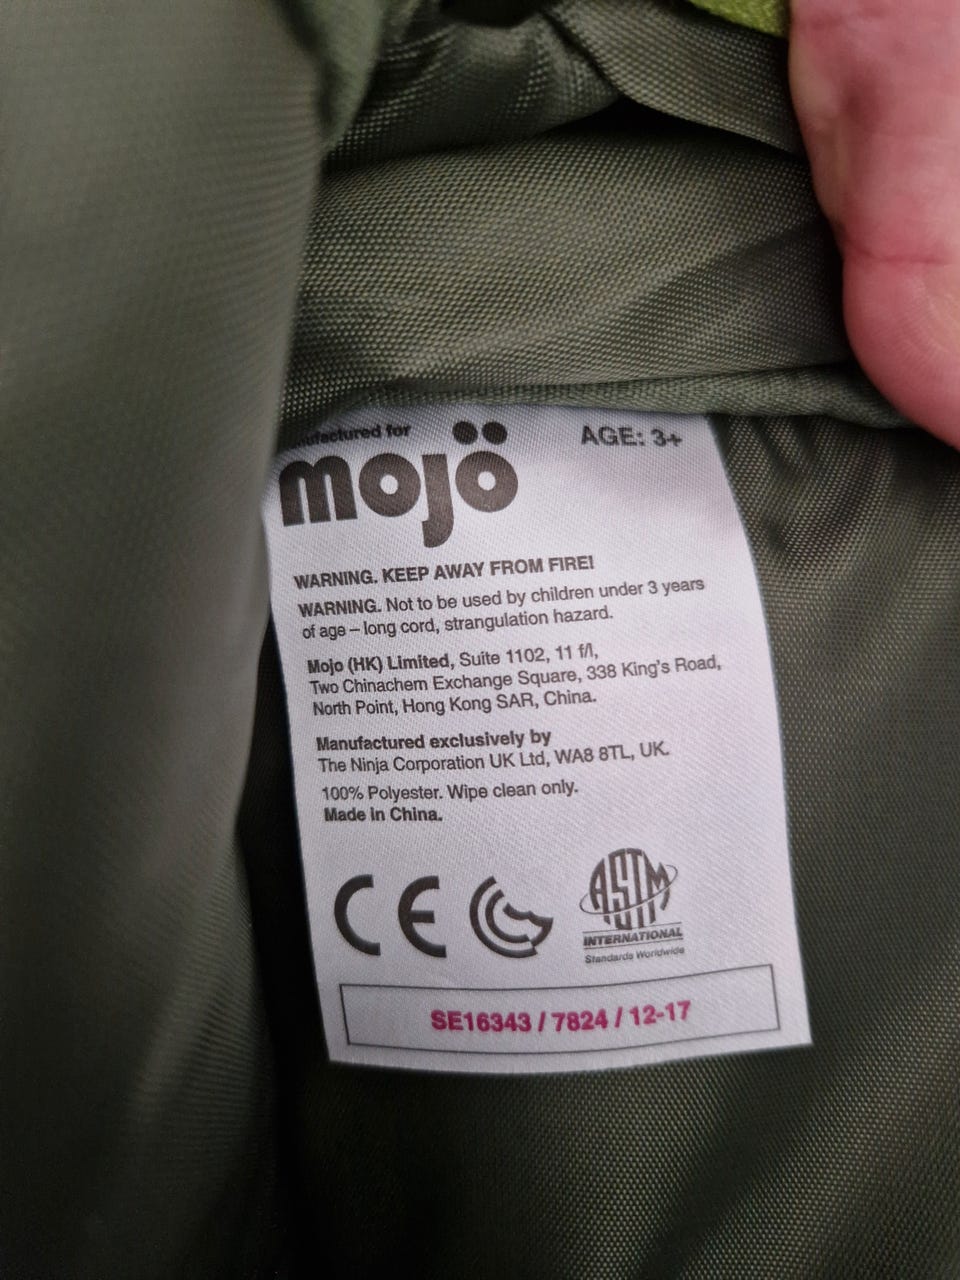 manufactured for
mojö
AGE: 3+
WARNING. KEEP AWAY FROM FIRE!
WARNING. Not to be used by children under 3 years
of age – long cord, strangulation hazard.
Mojo (HK) Limited, Suite 1102, 11 f/l,
Two Chinachem Exchange Square, 338 King's Road,
North Point, Hong Kong SAR, China.
Manufactured exclusively by
The Ninja Corporation UK Ltd, WA8 8TL, UK.
100% Polyester. Wipe clean only.
Made in China.
CE
ASTM
INTERNATIONAL
Standards Worldwide
SE16343 / 7824 / 12-17